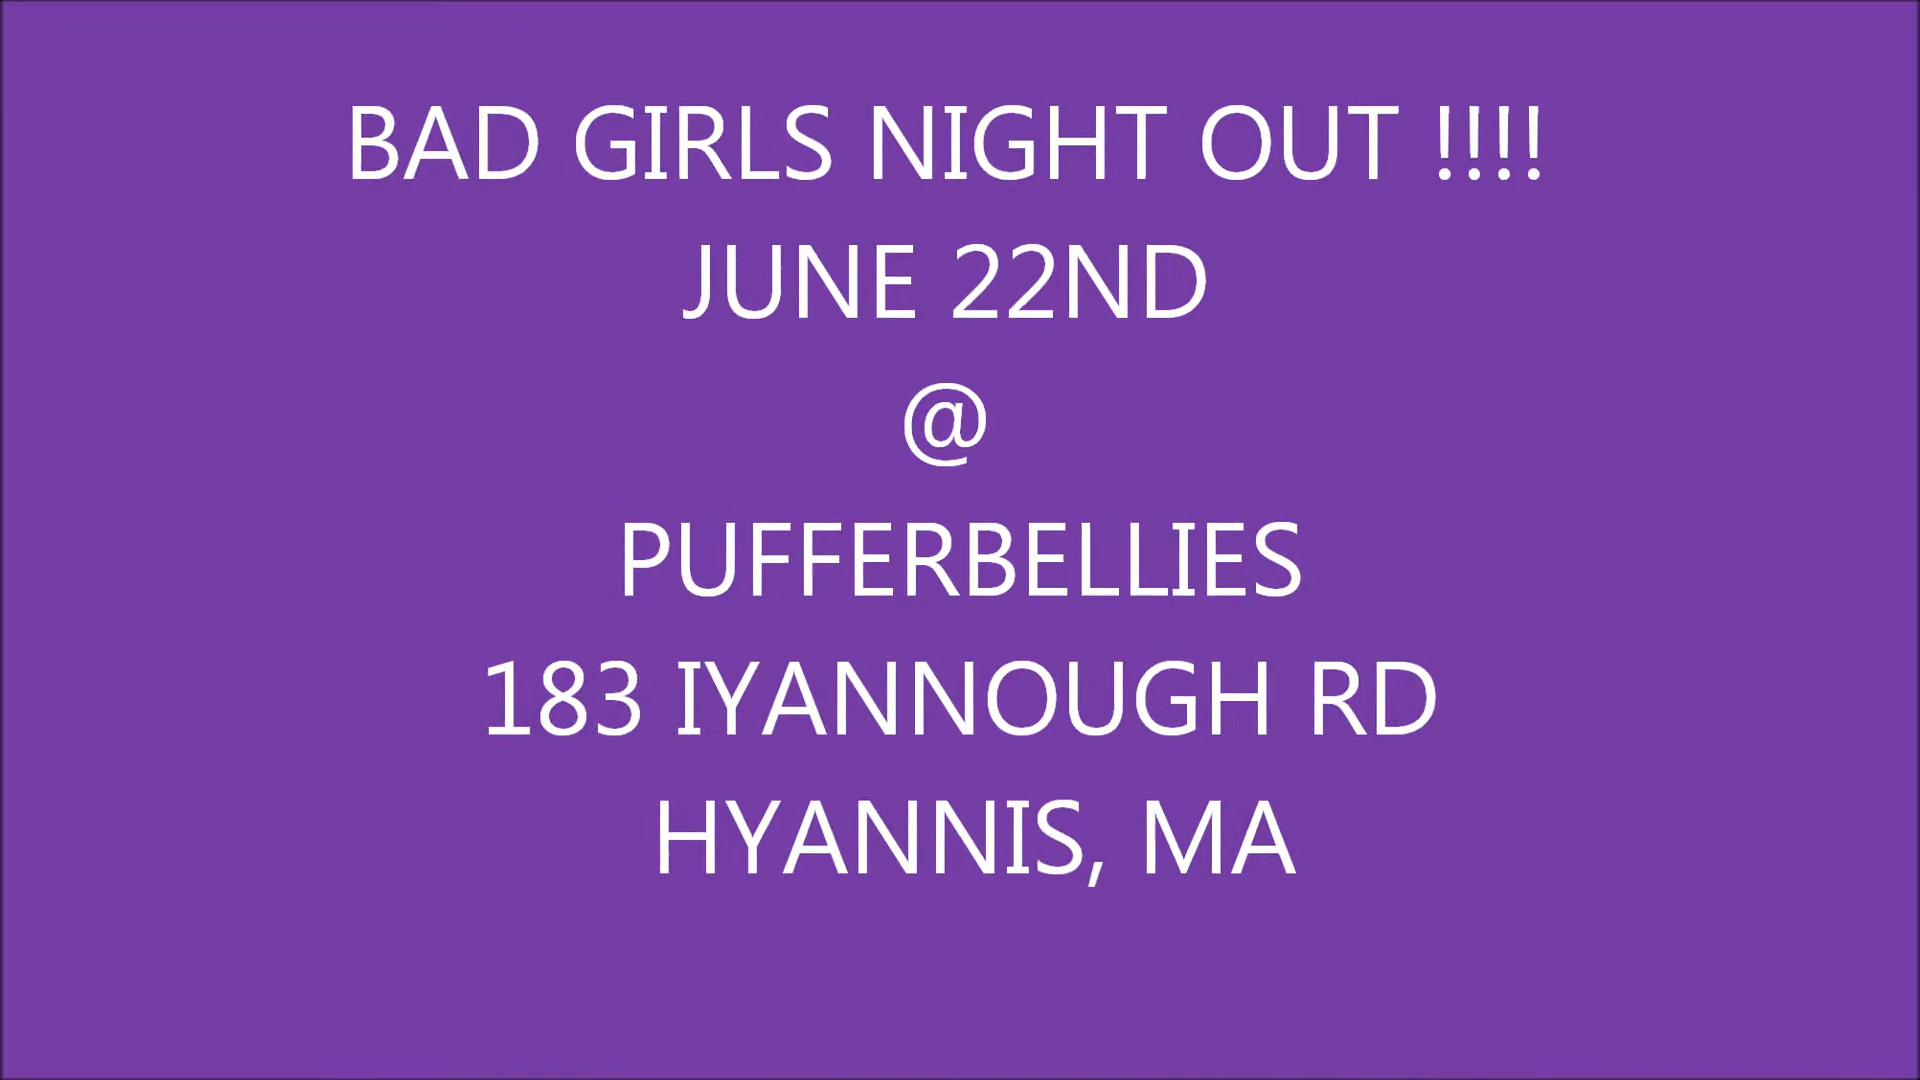 BAD GIRLS NIGHT OUT !!!!
JUNE 22ND
@
PUFFERBELLIES
183 IYANNOUGH RD
HYANNIS, MA